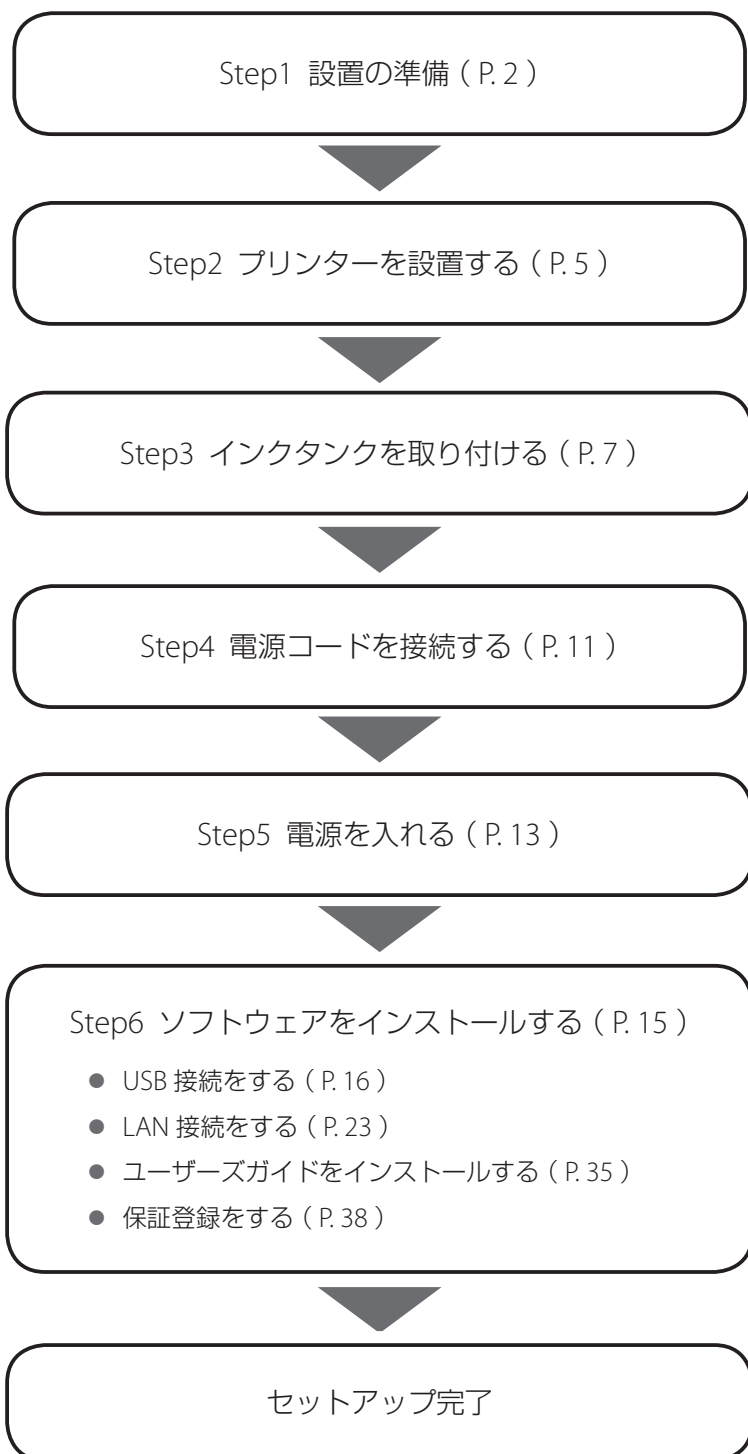 Step1 設置の準備 ( P. 2 )
Step2 プリンターを設置する ( P. 5 )
Step3 インクタンクを取り付ける ( P. 7 )
Step4 電源コードを接続する ( P. 11 )
Step5 電源を入れる ( P. 13 )
Step6 ソフトウェアをインストールする ( P. 15 )
● USB 接続をする ( P. 16 )
● LAN 接続をする ( P. 23 )
● ユーザーズガイドをインストールする ( P. 35 )
● 保証登録をする ( P. 38 )
セットアップ完了